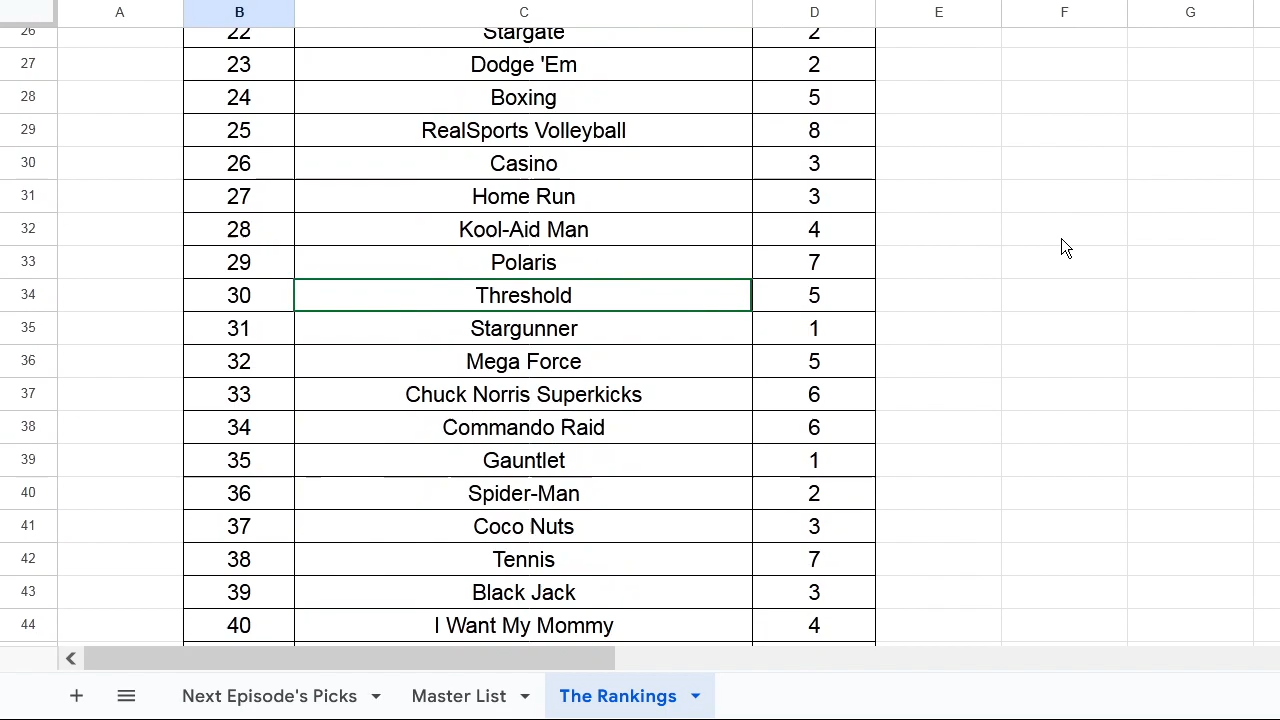 B C D E F G
26 22 Stargate 2
27 23 Dodge 'Em 2
28 24 Boxing 5
29 25 RealSports Volleyball 8
30 26 Casino 3
31 27 Home Run 3
32 28 Kool-Aid Man 4
33 29 Polaris 7
34 30 Threshold 5
35 31 Stargunner 1
36 32 Mega Force 5
37 33 Chuck Norris Superkicks 6
38 34 Commando Raid 6
39 35 Gauntlet 1
40 36 Spider-Man 2
41 37 Coco Nuts 3
42 38 Tennis 7
43 39 Black Jack 3
44 40 I Want My Mommy 4
Next Episode's Picks Master List The Rankings